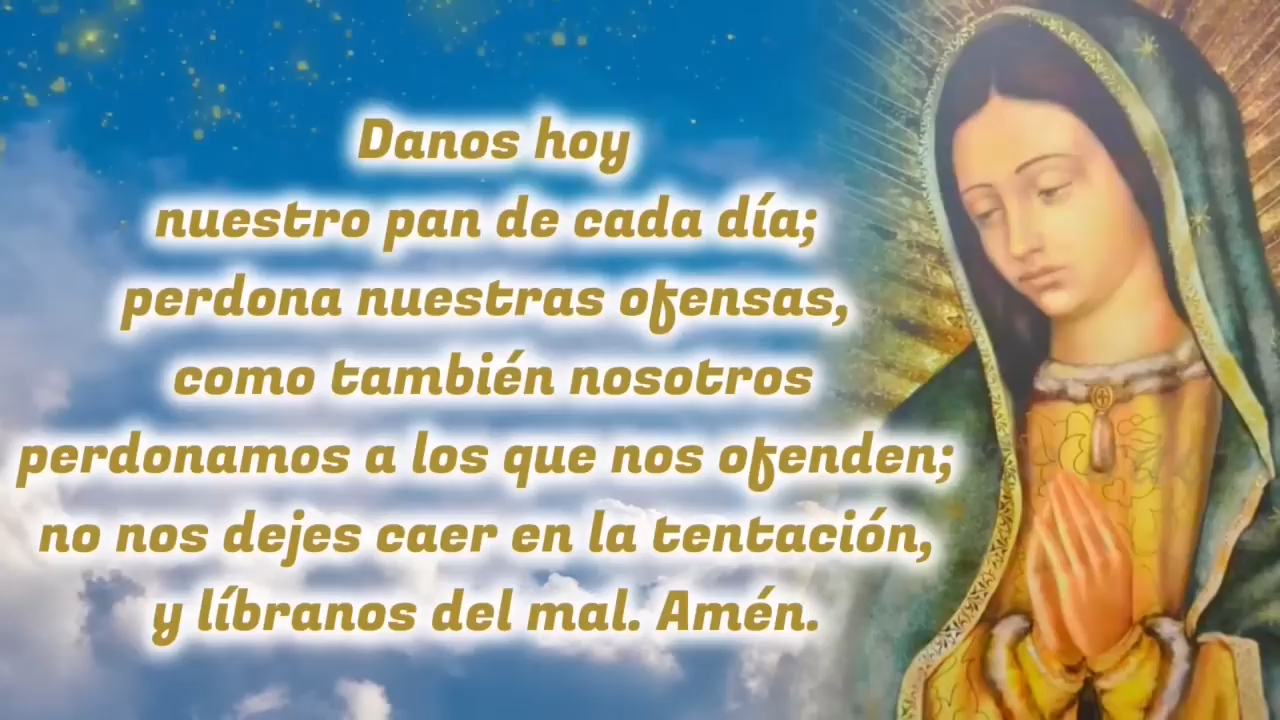 Danos hoy
nuestro pan de cada día;
perdona nuestras ofensas,
como también nosotros
perdonamos a los que nos ofenden;
no nos dejes caer en la tentación,
y líbranos del mal. Amén.